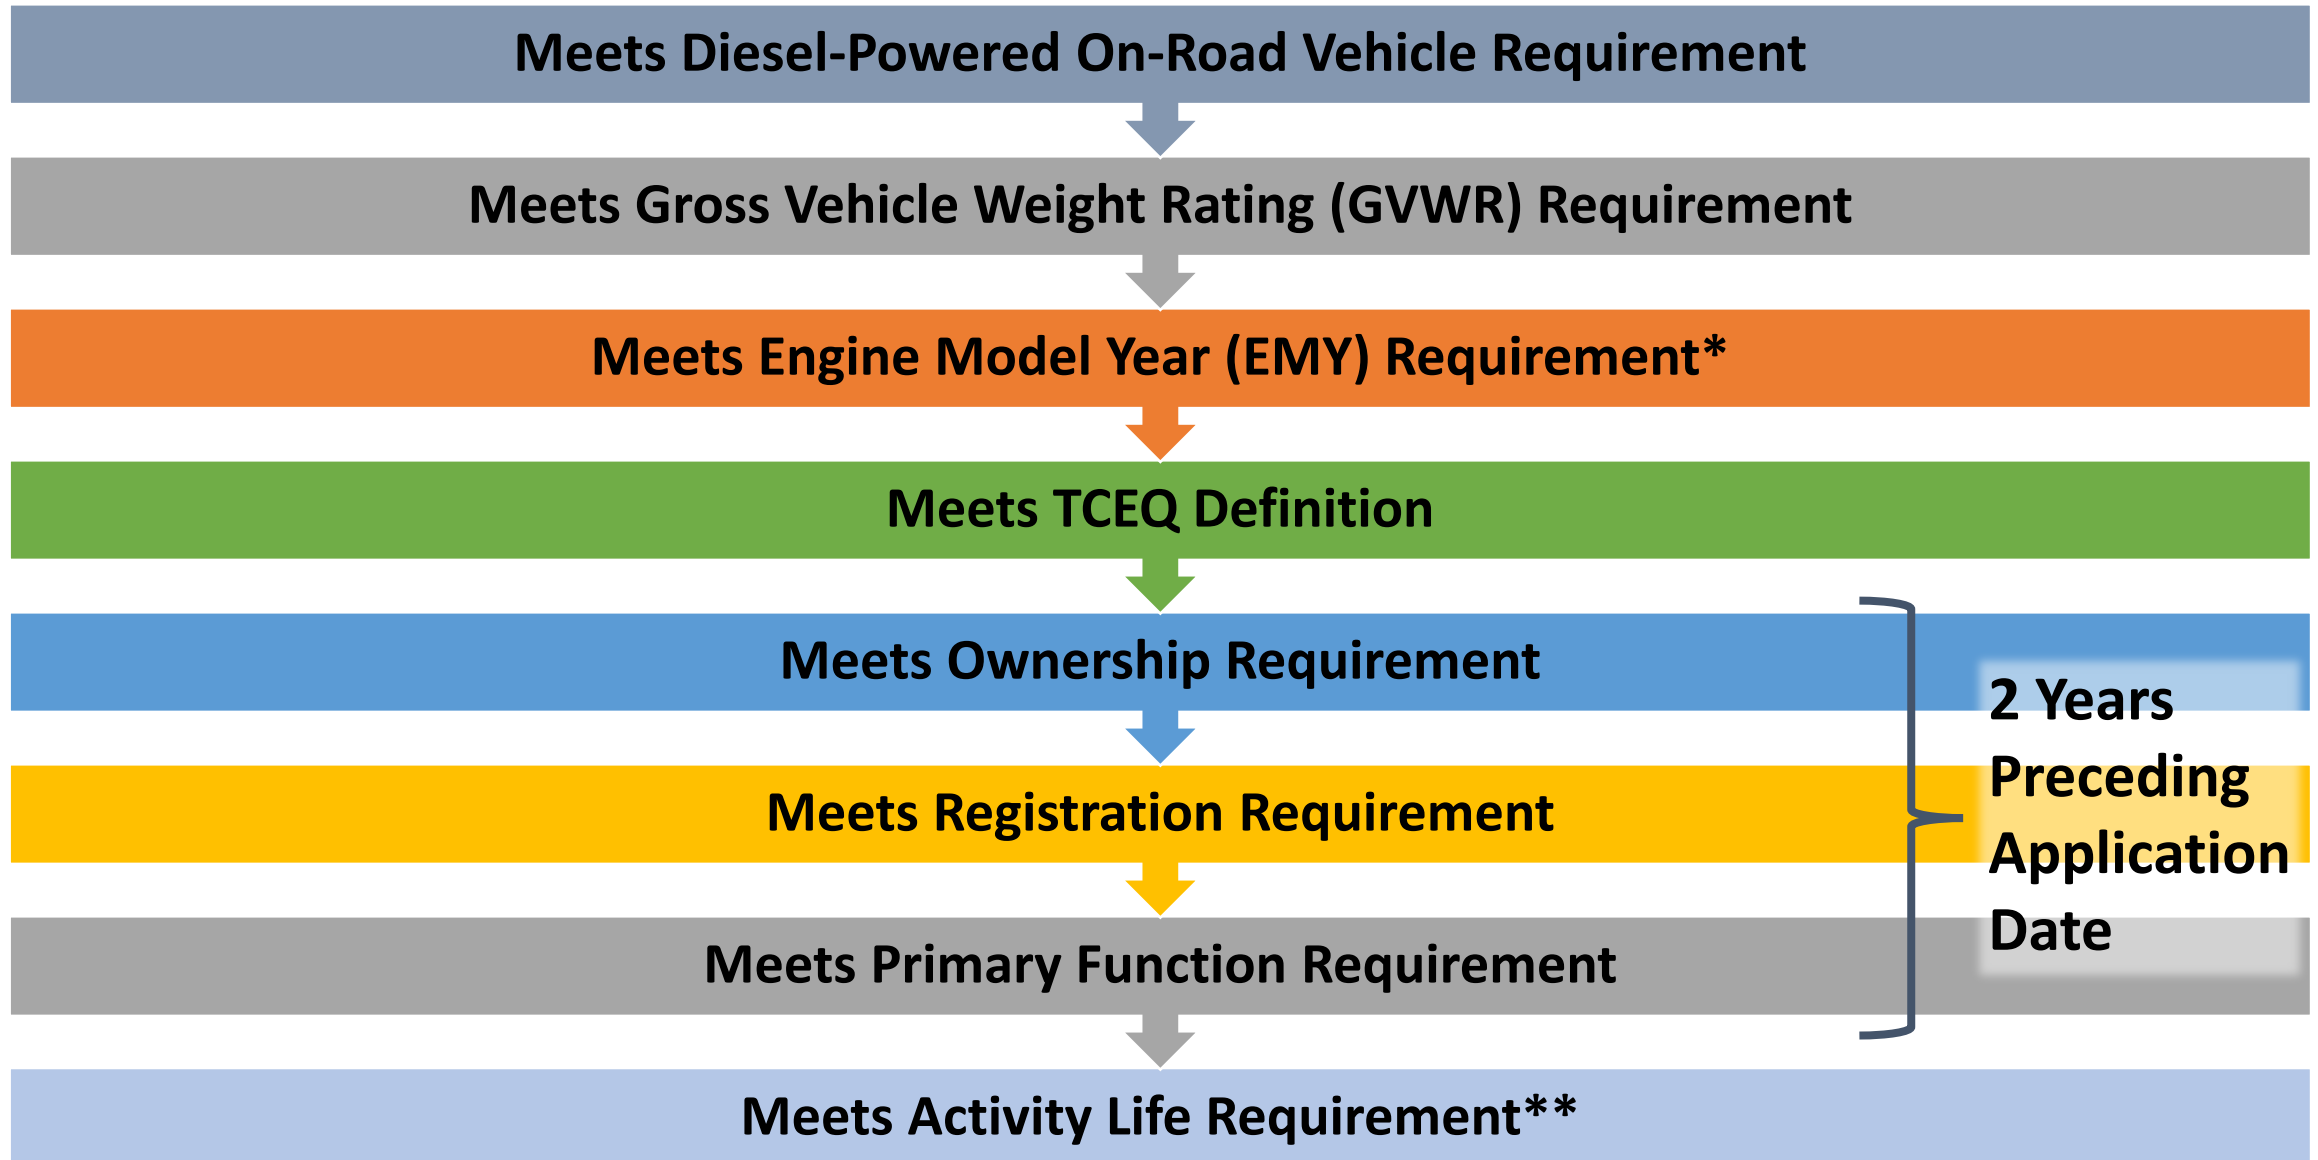 Meets Diesel-Powered On-Road Vehicle Requirement
Meets Gross Vehicle Weight Rating (GVWR) Requirement
Meets Engine Model Year (EMY) Requirement*
Meets TCEQ Definition
Meets Ownership Requirement
Meets Registration Requirement
Meets Primary Function Requirement
2 Years
Preceding
Application
Date
Meets Activity Life Requirement**